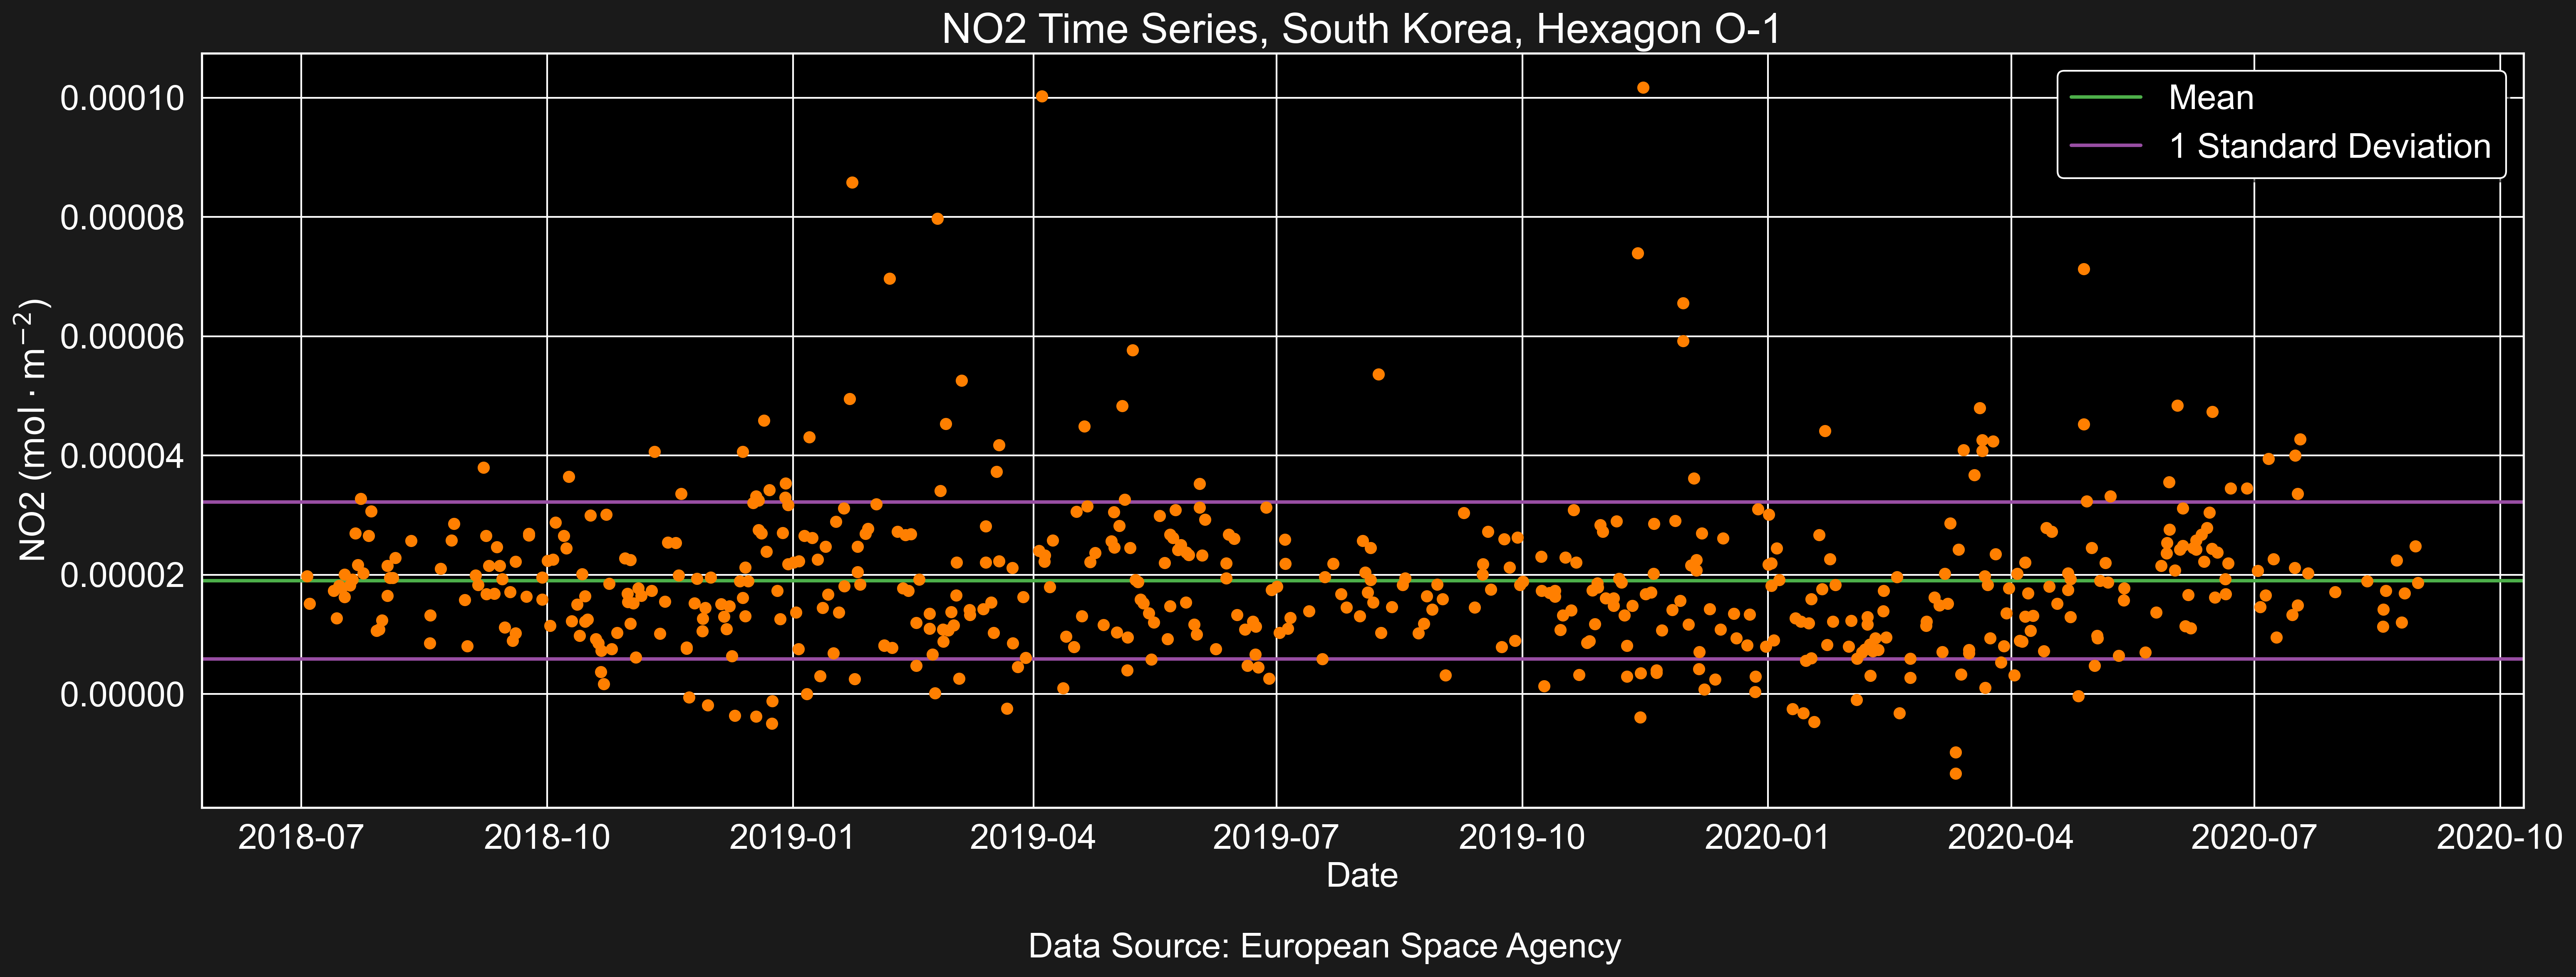 NO2 Time Series, South Korea, Hexagon O-1
Mean
1 Standard Deviation
NO2 (mol · m⁻²)
0.00010
0.00008
0.00006
0.00004
0.00002
0.00000
2018-07 2018-10 2019-01 2019-04 2019-07 2019-10 2020-01 2020-04 2020-07 2020-10
Date
Data Source: European Space Agency